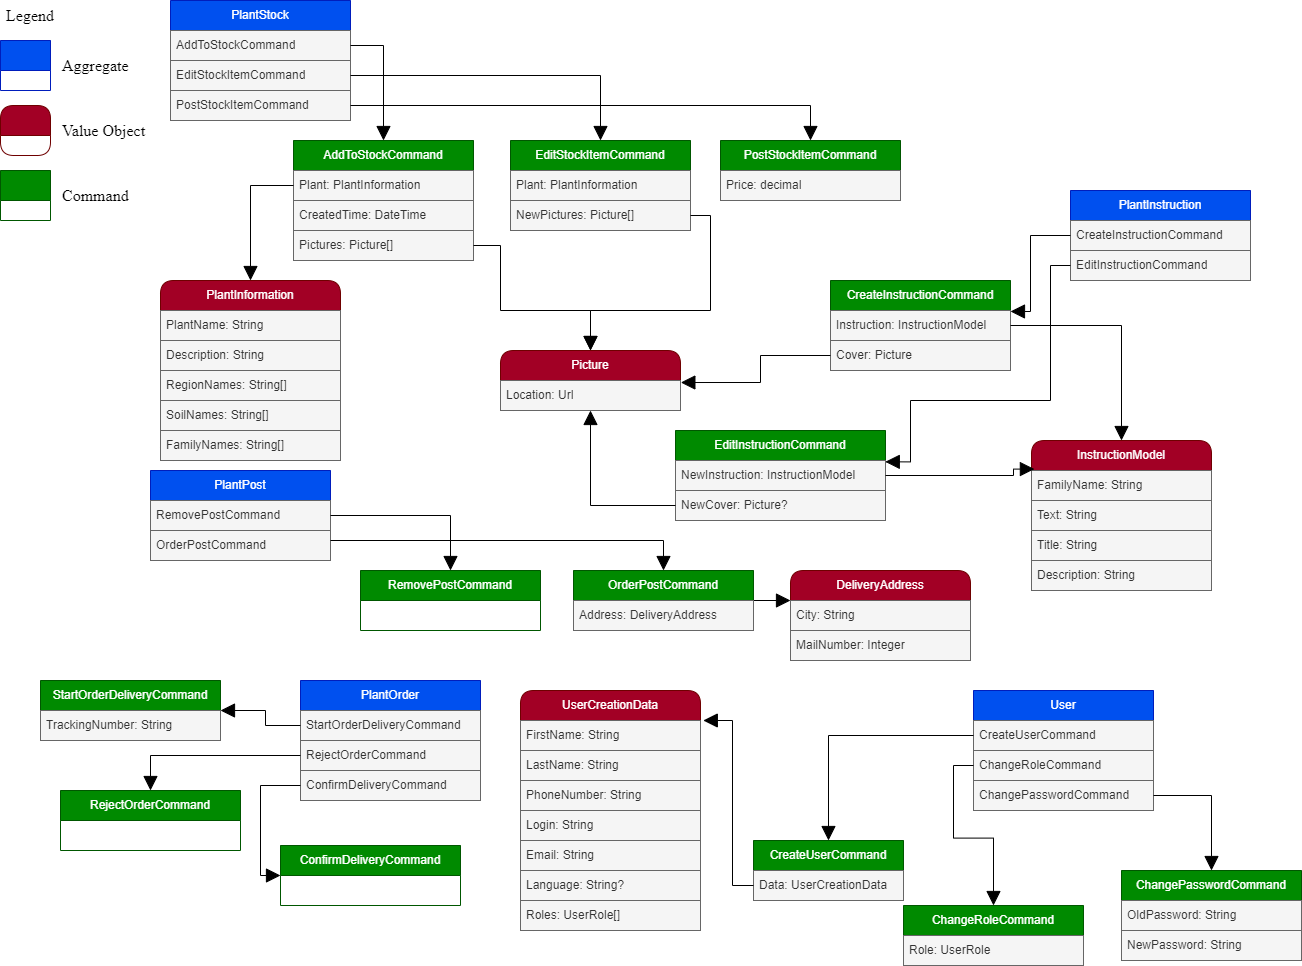 Legend
Aggregate
Value Object
Command
PlantStock
AddToStockCommand
EditStockItemCommand
PostStockItemCommand
AddToStockCommand
Plant: PlantInformation
CreatedTime: DateTime
Pictures: Picture[]
EditStockItemCommand
Plant: PlantInformation
NewPictures: Picture[]
PostStockItemCommand
Price: decimal
PlantInstruction
CreateInstructionCommand
EditInstructionCommand
PlantInformation
PlantName: String
Description: String
RegionNames: String[]
SoilNames: String[]
FamilyNames: String[]
CreateInstructionCommand
Instruction: InstructionModel
Cover: Picture
Picture
Location: Url
EditInstructionCommand
NewInstruction: InstructionModel
NewCover: Picture?
InstructionModel
FamilyName: String
Text: String
Title: String
Description: String
PlantPost
RemovePostCommand
OrderPostCommand
RemovePostCommand
OrderPostCommand
Address: DeliveryAddress
DeliveryAddress
City: String
MailNumber: Integer
StartOrderDeliveryCommand
TrackingNumber: String
PlantOrder
StartOrderDeliveryCommand
RejectOrderCommand
ConfirmDeliveryCommand
RejectOrderCommand
ConfirmDeliveryCommand
UserCreationData
FirstName: String
LastName: String
PhoneNumber: String
Login: String
Email: String
Language: String?
Roles: UserRole[]
User
CreateUserCommand
ChangeRoleCommand
ChangePasswordCommand
CreateUserCommand
Data: UserCreationData
ChangeRoleCommand
Role: UserRole
ChangePasswordCommand
OldPassword: String
NewPassword: String